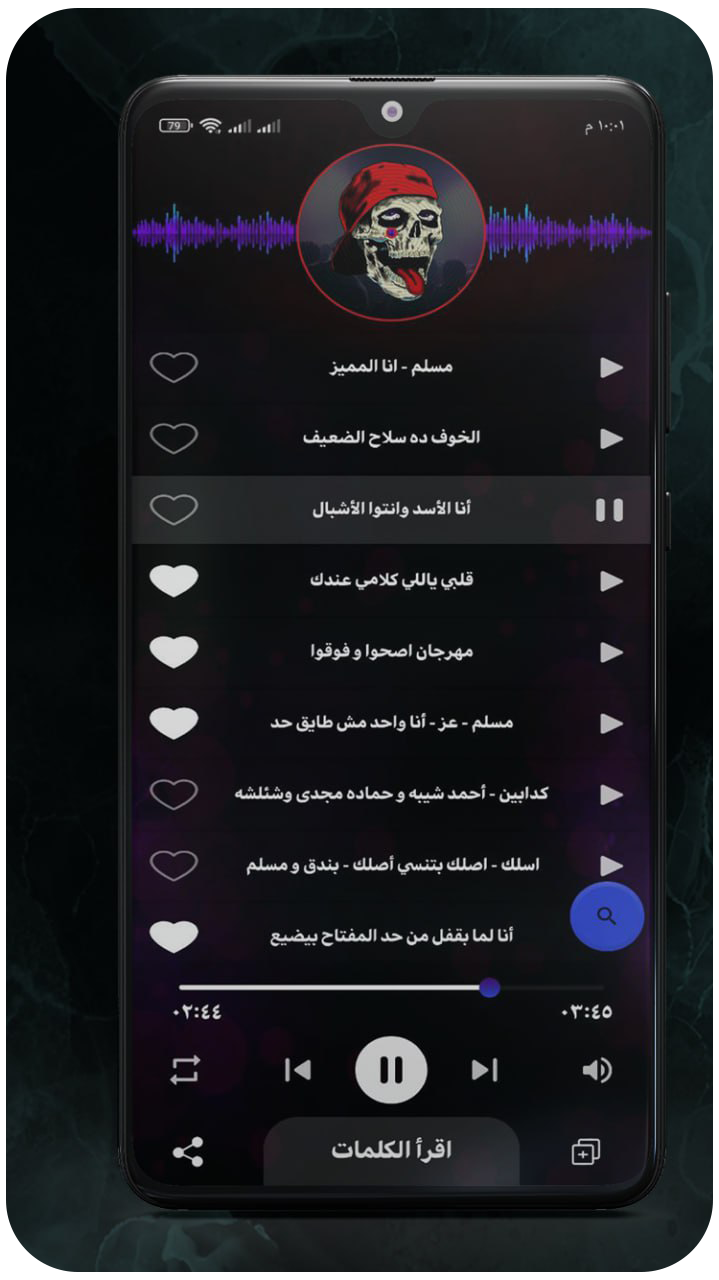 79
١٠:٠١ م
مسلم - انا المميز
الخوف ده سلاح الضعيف
أنا الأسد وانتوا الأشبال
قلبي ياللي كلامي عندك
مهرجان اصحوا و فوقوا
مسلم - عز - أنا واحد مش طايق حد
كدابين - أحمد شيبه و حماده مجدى وشئلشه
اسلك - اصلك بتنسي أصلك - بندق و مسلم
أنا لما بقفل من حد المفتاح بيضيع
٠٢:٤٤
٠٣:٤٥
اقرأ الكلمات